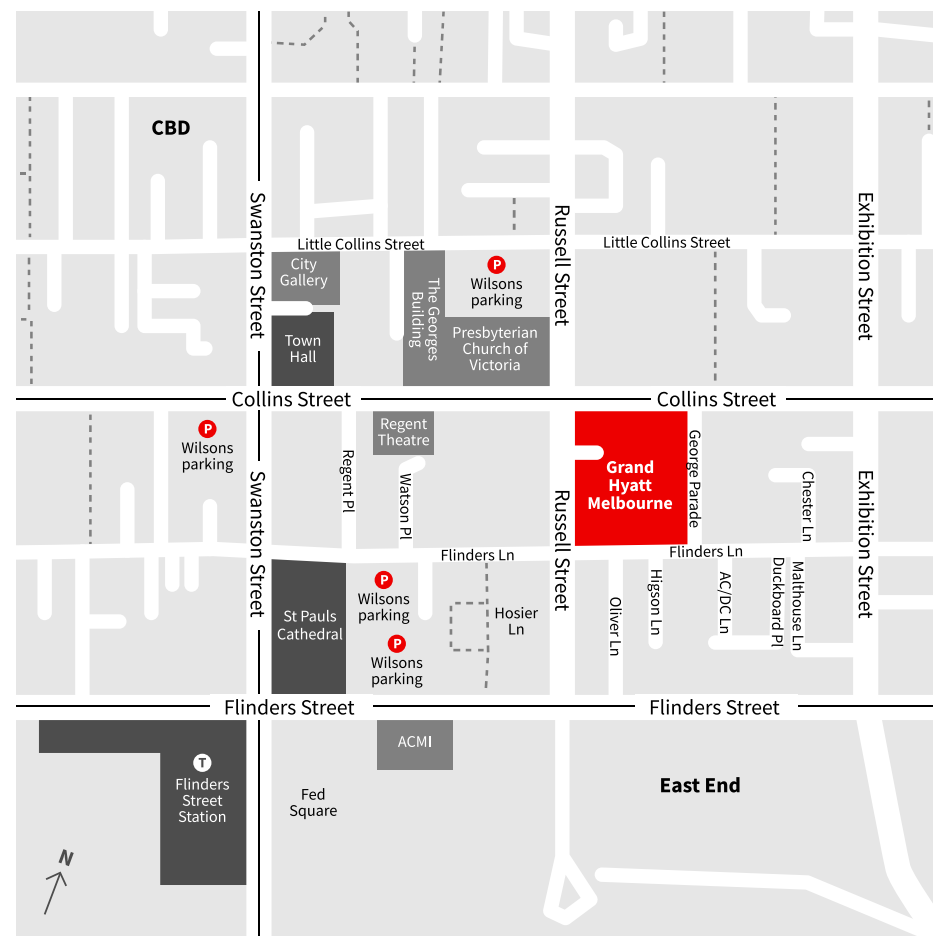 CBD
Swanston Street
Russell Street
Exhibition Street
Little Collins Street
Little Collins Street
City
Gallery
The Georges
Building
P
Wilsons
parking
Town
Hall
Presbyterian
Church of
Victoria
Collins Street
Collins Street
P
Wilsons
parking
Regent
Theatre
Regent Pl
Watson Pl
Grand
Hyatt
Melbourne
George Parade
Chester Ln
Swanston Street
Russell Street
Exhibition Street
Flinders Ln
Flinders Ln
P
Wilsons
parking
St Pauls
Cathedral
Hosier
Ln
P
Wilsons
parking
Oliver Ln
Higson Ln
AC/DC Ln
Duckboard Pl
Malthouse Ln
Flinders Street
Flinders Street
T
Flinders
Street
Station
ACMI
Fed
Square
East End
N